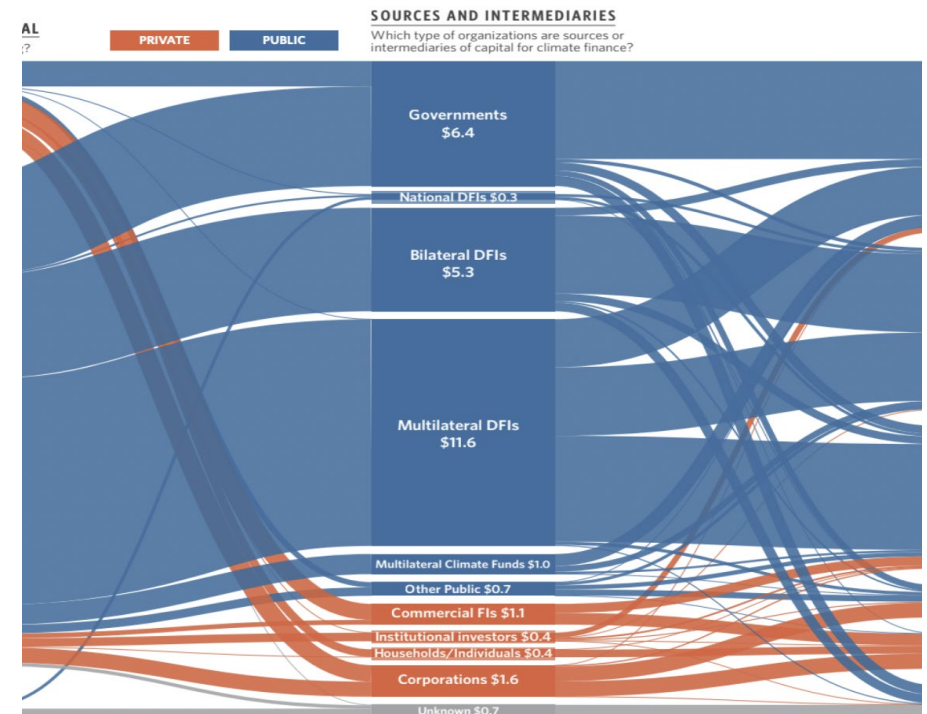 AL
?
PRIVATE
PUBLIC
SOURCES AND INTERMEDIARIES
Which type of organizations are sources or
intermediaries of capital for climate finance?
Governments
$6.4
National DFIs $0.3
Bilateral DFIs
$5.3
Multilateral DFIs
$11.6
Multilateral Climate Funds $1.0
Other Public $0.7
Commercial FIs $1.1
Institutional investors $0.4
Households/Individuals $0.4
Corporations $1.6
Unknown $0.7